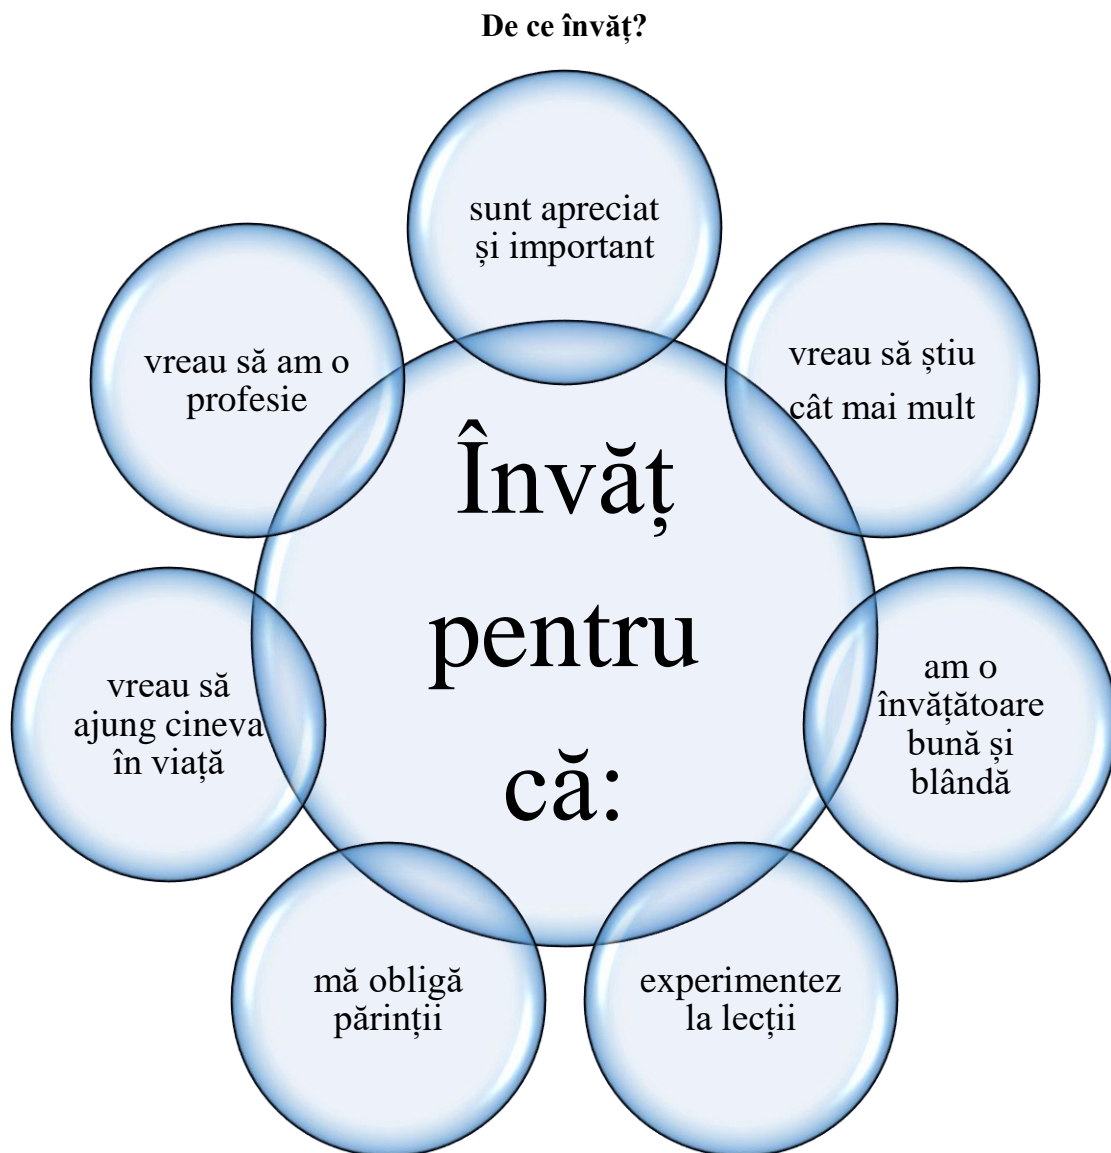 De ce învăț?
sunt apreciat
și important
vreau să știu
cât mai mult
am o
învățătoare
bună și
blândă
experimentez
la lecții
mă obligă
părinții
vreau să
ajung cineva
în viață
vreau să am o
profesie
Învăț
pentru
că: